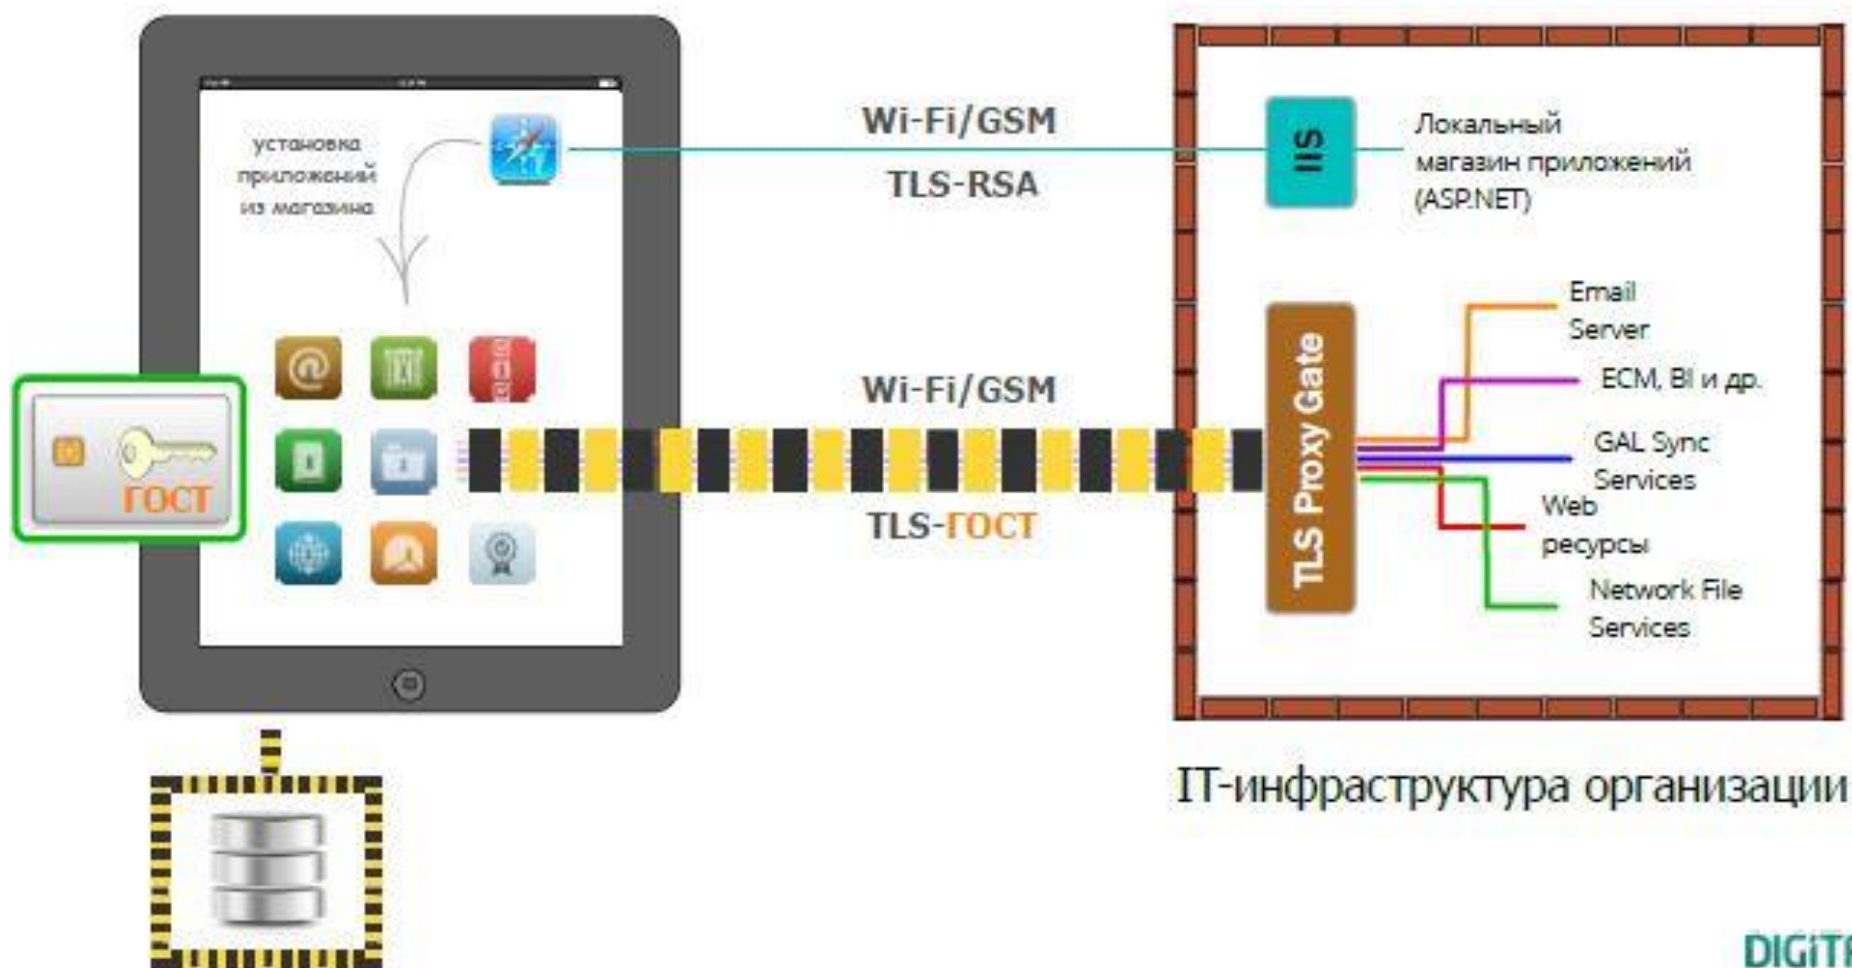 установка
приложений
из магазина
ГОСТ
Wi-Fi/GSM
TLS-RSA
Wi-Fi/GSM
TLS-ГОСТ
IIS
Локальный
магазин приложений
(ASP.NET)
TLS Proxy Gate
Email
Server
ECM, BI и др.
GAL Sync
Services
Web
ресурсы
Network File
Services
IT-инфраструктура организации